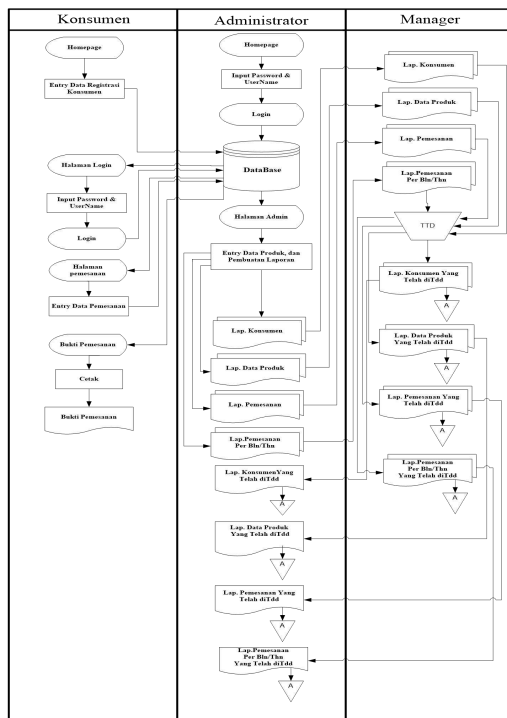 Konsumen
Homepage
Entry Data Registrasi
Konsumen
Halaman Login
Input Password &
UserName
Login
Halaman
pemesanan
Entry Data Pemesanan
Bukti Pemesanan
Cetak
Bukti Pemesanan
Administrator
Homepage
Input Password &
UserName
Login
DataBase
Halaman Admin
Entry Data Produk, dan
Pembuatan Laporan
Lap. Konsumen
Lap. Data Produk
Lap. Pemesanan
Lap.Pemesanan
Per Bln/Thn
Lap. KonsumenYang
Telah diTdd
A
Lap. Data Produk
Yang Telah diTdd
A
Lap. Pemesanan Yang
Telah diTdd
A
Lap.Pemesanan
Per Bln/Thn
Yang Telah diTdd
A
Manager
Lap. Konsumen
Lap. Data Produk
Lap. Pemesanan
Lap.Pemesanan
Per Bln/Thn
TTD
Lap. Konsumen Yang
Telah diTdd
A
Lap. Data Produk
Yang Telah diTdd
A
Lap. Pemesanan Yang
Telah diTdd
A
Lap.Pemesanan
Per Bln/Thn
Yang Telah diTdd
A